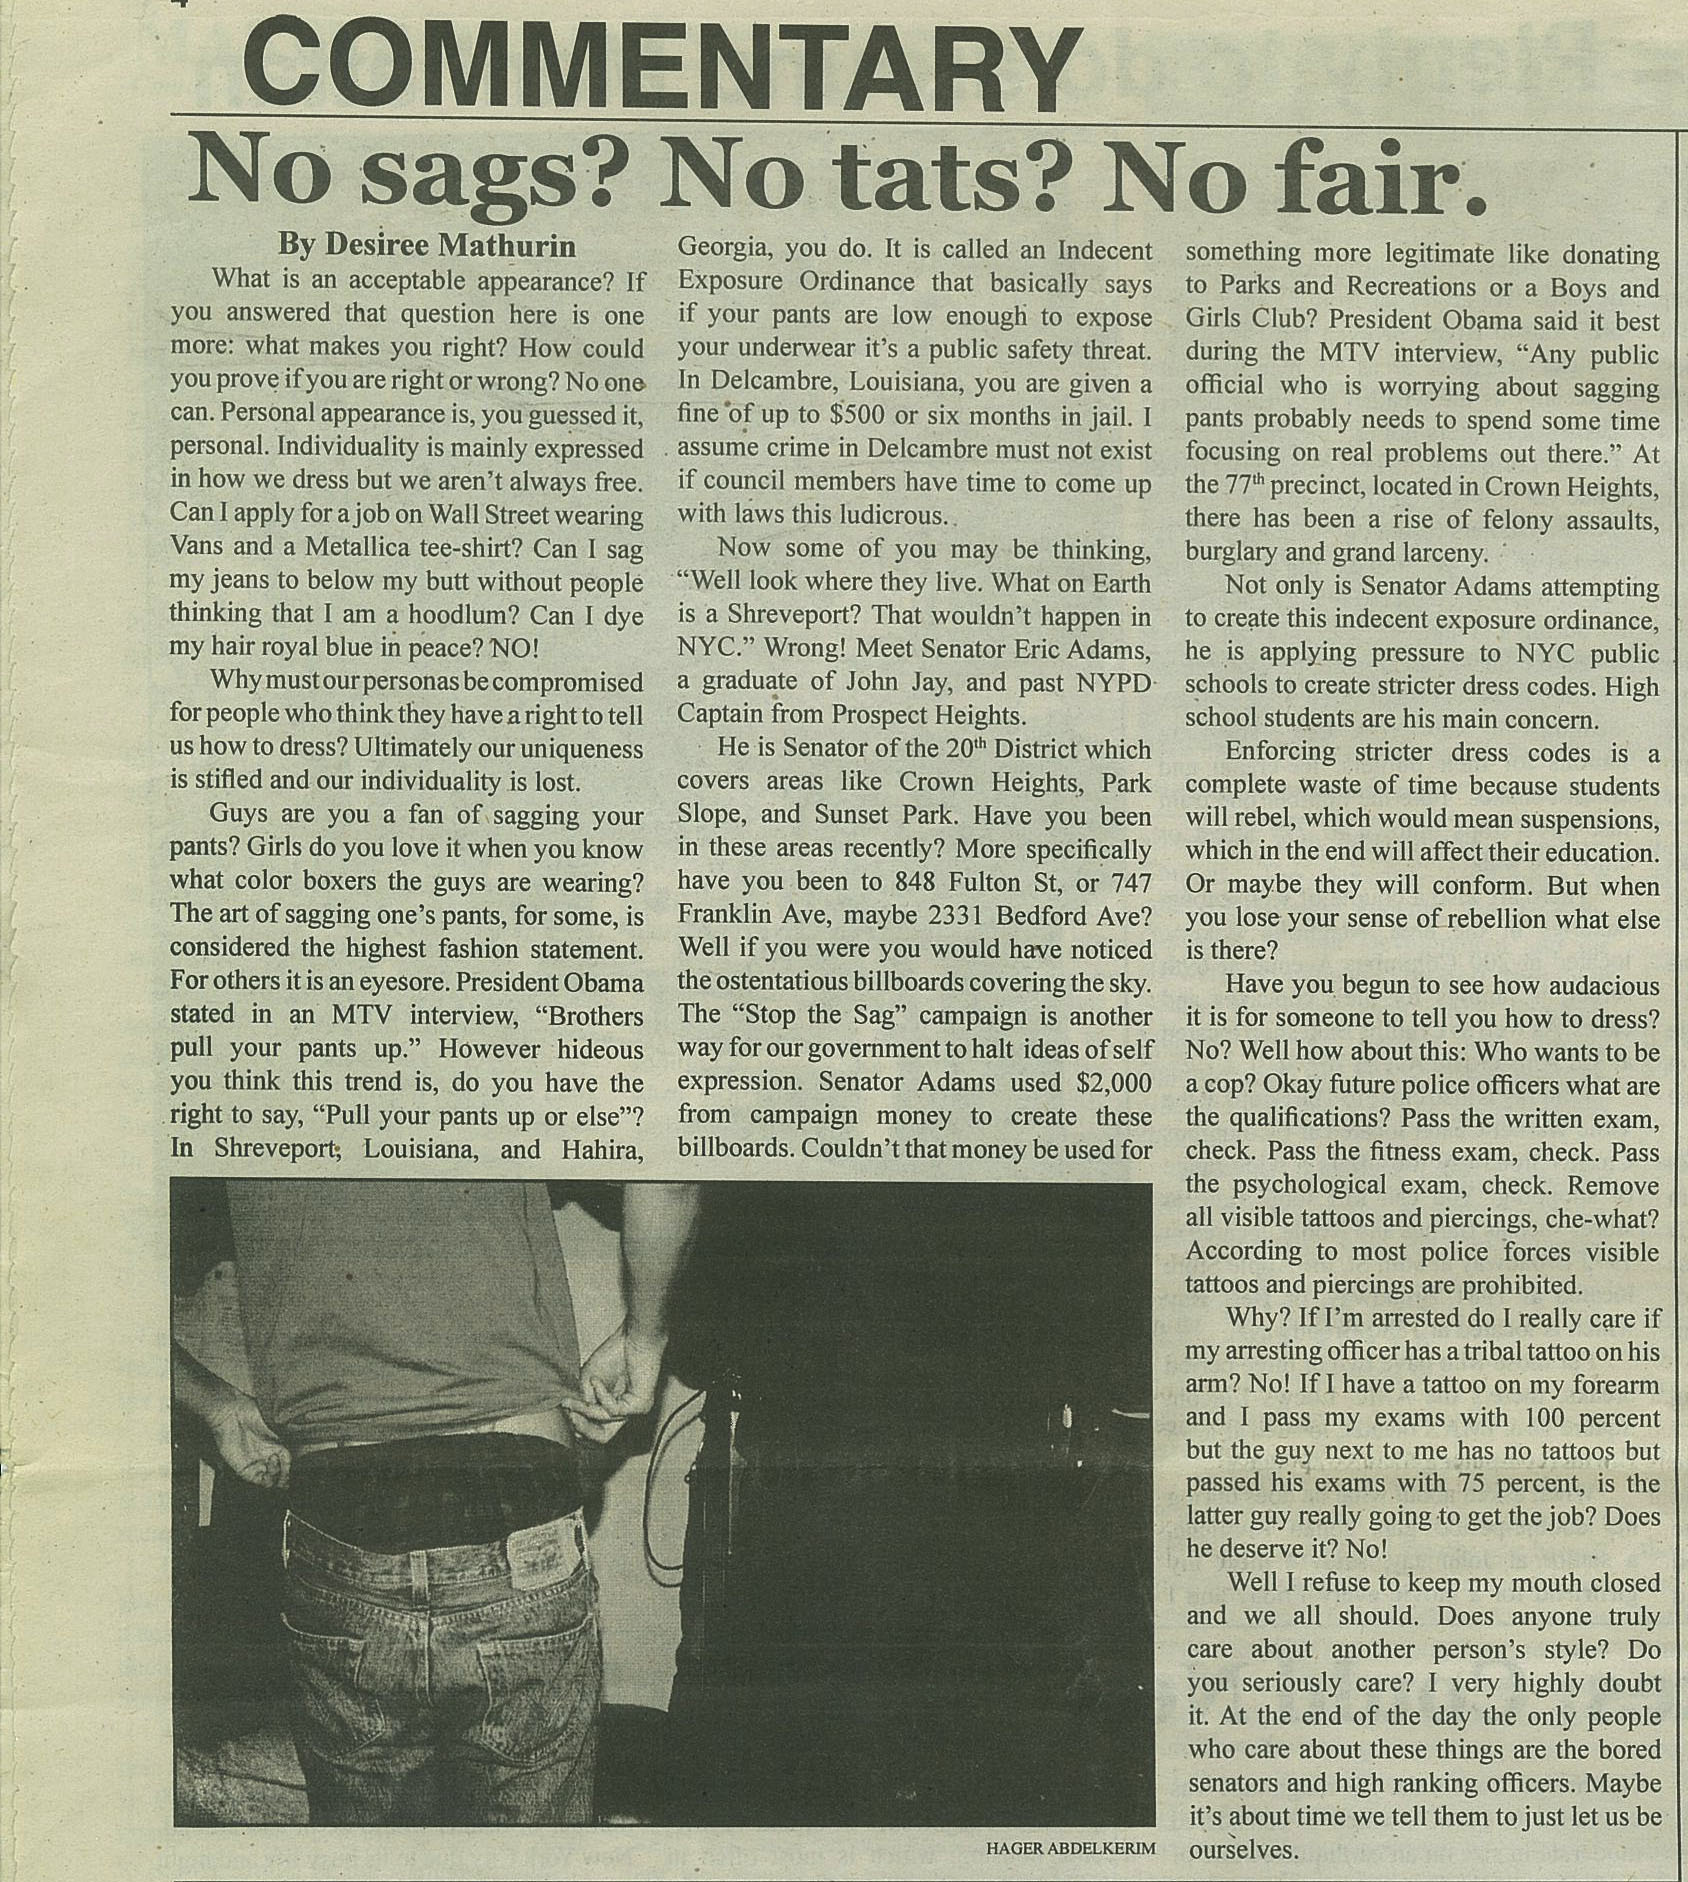 COMMENTARY
No sags? No tats? No fair.
By Desiree Mathurin
What is an acceptable appearance? If
you answered that question here is one
more: what makes you right? How could
you prove if you are right or wrong? No one
can. Personal appearance is, you guessed it,
personal. Individuality is mainly expressed
in how we dress but we aren't always free.
Can I apply for a job on Wall Street wearing
Vans and a Metallica tee-shirt? Can I sag
my jeans to below my butt without people
thinking that I am a hoodlum? Can I dye
my hair royal blue in peace? NO!
Why must our personas be compromised
for people who think they have a right to tell
us how to dress? Ultimately our uniqueness
is stifled and our individuality is lost.
Guys are you a fan of sagging your
pants? Girls do you love it when you know
what color boxers the guys are wearing?
The art of sagging one's pants, for some, is
considered the highest fashion statement.
For others it is an eyesore. President Obama
stated in an MTV interview, “Brothers
pull your pants up.” However hideous
you think this trend is, do you have the
right to say, “Pull your pants up or else”?
In Shreveport, Louisiana, and Hahira,
Georgia, you do. It is called an Indecent
Exposure Ordinance that basically says
if your pants are low enough to expose
your underwear it's a public safety threat.
In Delcambre, Louisiana, you are given a
fine of up to $500 or six months in jail. I
assume crime in Delcambre must not exist
if council members have time to come up
with laws this ludicrous.
Now some of you may be thinking,
“Well look where they live. What on Earth
is a Shreveport? That wouldn't happen in
NYC.” Wrong! Meet Senator Eric Adams,
a graduate of John Jay, and past NYPD
Captain from Prospect Heights.
He is Senator of the 20th District which
covers areas like Crown Heights, Park
Slope, and Sunset Park. Have you been
in these areas recently? More specifically
have you been to 848 Fulton St, or 747
Franklin Ave, maybe 2331 Bedford Ave?
Well if you were you would have noticed
the ostentatious billboards covering the sky.
The “Stop the Sag” campaign is another
way for our government to halt ideas of self
expression. Senator Adams used $2,000
from campaign money to create these
billboards. Couldn't that money be used for
something more legitimate like donating
to Parks and Recreations or a Boys and
Girls Club? President Obama said it best
during the MTV interview, “Any public
official who is worrying about sagging
pants probably needs to spend some time
focusing on real problems out there.” At
the 77th precinct, located in Crown Heights,
there has been a rise of felony assaults,
burglary and grand larceny.
Not only is Senator Adams attempting
to create this indecent exposure ordinance,
he is applying pressure to NYC public
schools to create stricter dress codes. High
school students are his main concern.
Enforcing stricter dress codes is a
complete waste of time because students
will rebel, which would mean suspensions,
which in the end will affect their education.
Or maybe they will conform. But when
you lose your sense of rebellion what else
is there?
Have you begun to see how audacious
it is for someone to tell you how to dress?
No? Well how about this: Who wants to be
a cop? Okay future police officers what are
the qualifications? Pass the written exam,
check. Pass the fitness exam, check. Pass
the psychological exam, check. Remove
all visible tattoos and piercings, che-what?
According to most police forces visible
tattoos and piercings are prohibited.
Why? If I'm arrested do I really care if
my arresting officer has a tribal tattoo on his
arm? No! If I have a tattoo on my forearm
and I pass my exams with 100 percent
but the guy next to me has no tattoos but
passed his exams with 75 percent, is the
latter guy really going to get the job? Does
he deserve it? No!
Well I refuse to keep my mouth closed
and we all should. Does anyone truly
care about another person's style? Do
you seriously care? I very highly doubt
it. At the end of the day the only people
who care about these things are the bored
senators and high ranking officers. Maybe
it's about time we tell them to just let us be
ourselves.
HAGER ABDELKERIM